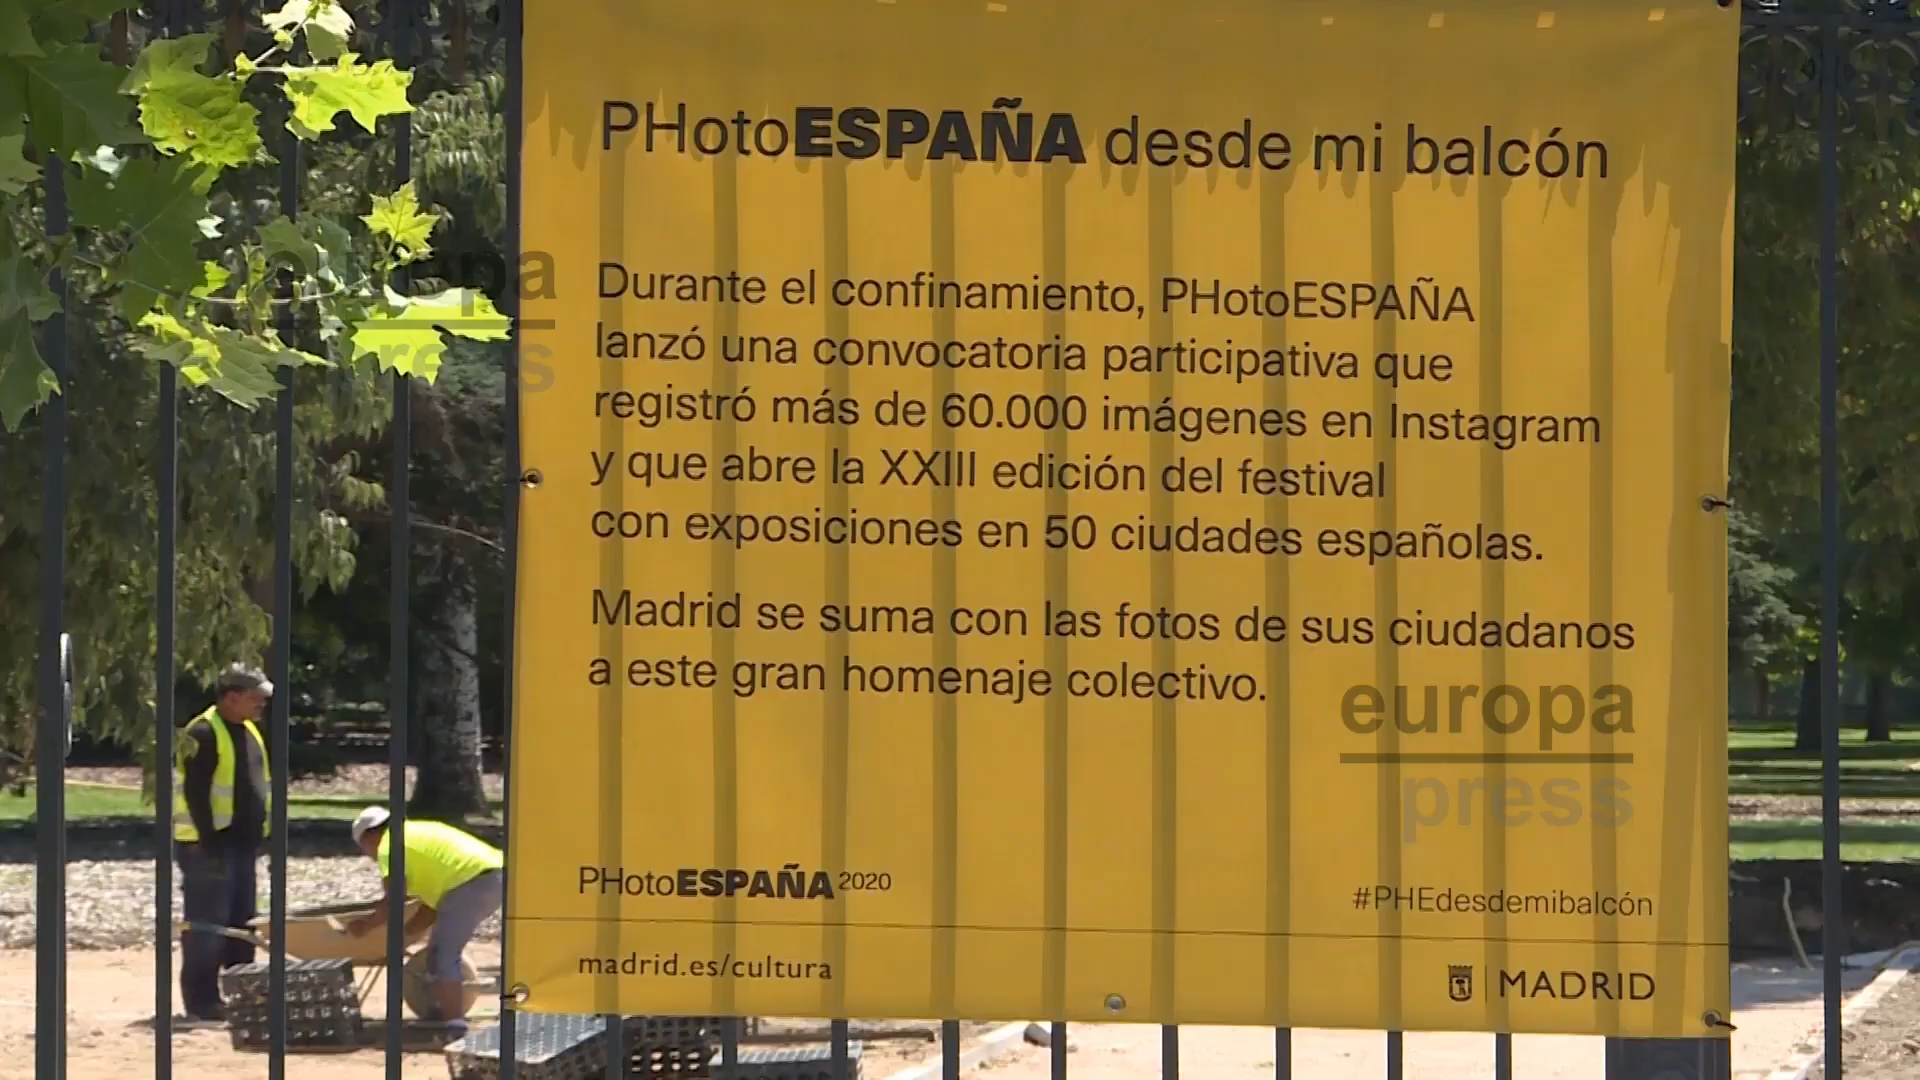 PHotoESPAÑA desde mi balcón
Durante el confinamiento, PHotoESPAÑA
lanzó una convocatoria participativa que
registró más de 60.000 imágenes en Instagram
y que abre la XXIII edición del festival
con exposiciones en 50 ciudades españolas.
Madrid se suma con las fotos de sus ciudadanos
a este gran homenaje colectivo.
PHotoESPAÑA 2020
#PHEdesdemibalcón
madrid.es/cultura
MADRID
europa
press
europa
press